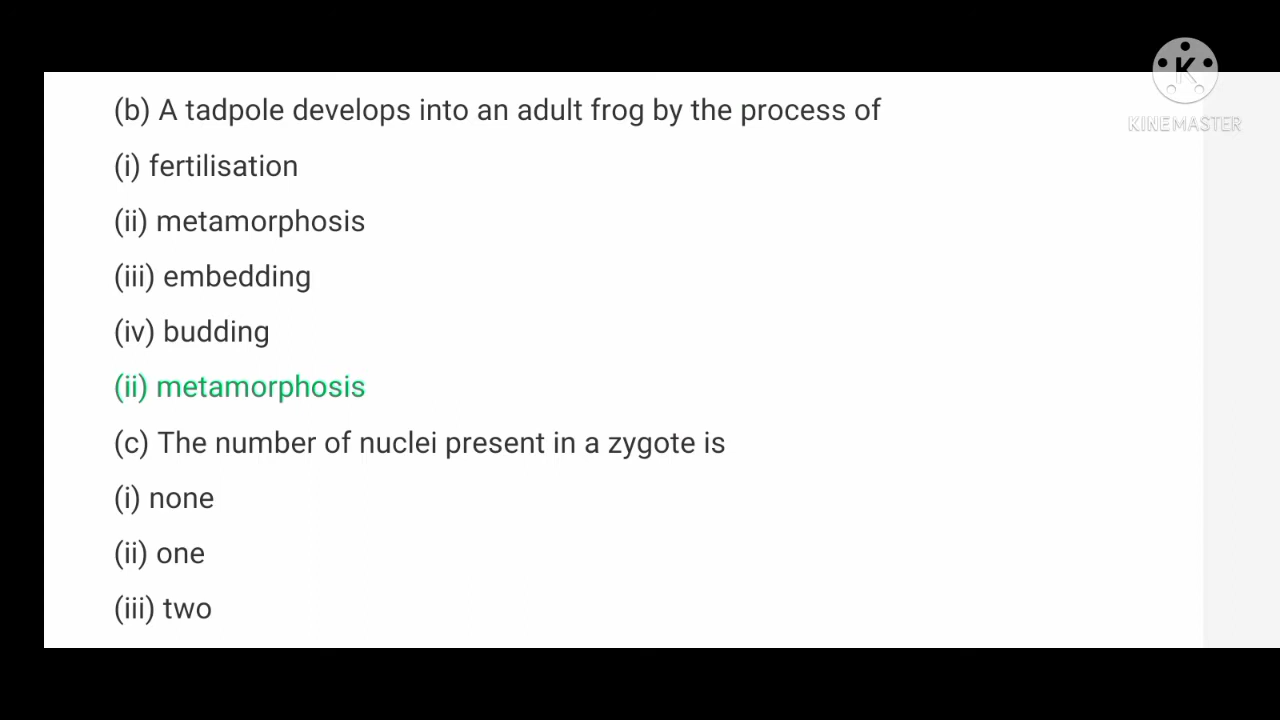 (b) A tadpole develops into an adult frog by the process of
(i) fertilisation
(ii) metamorphosis
(iii) embedding
(iv) budding
(ii) metamorphosis
(c) The number of nuclei present in a zygote is
(i) none
(ii) one
(iii) two
K
KINEMASTER